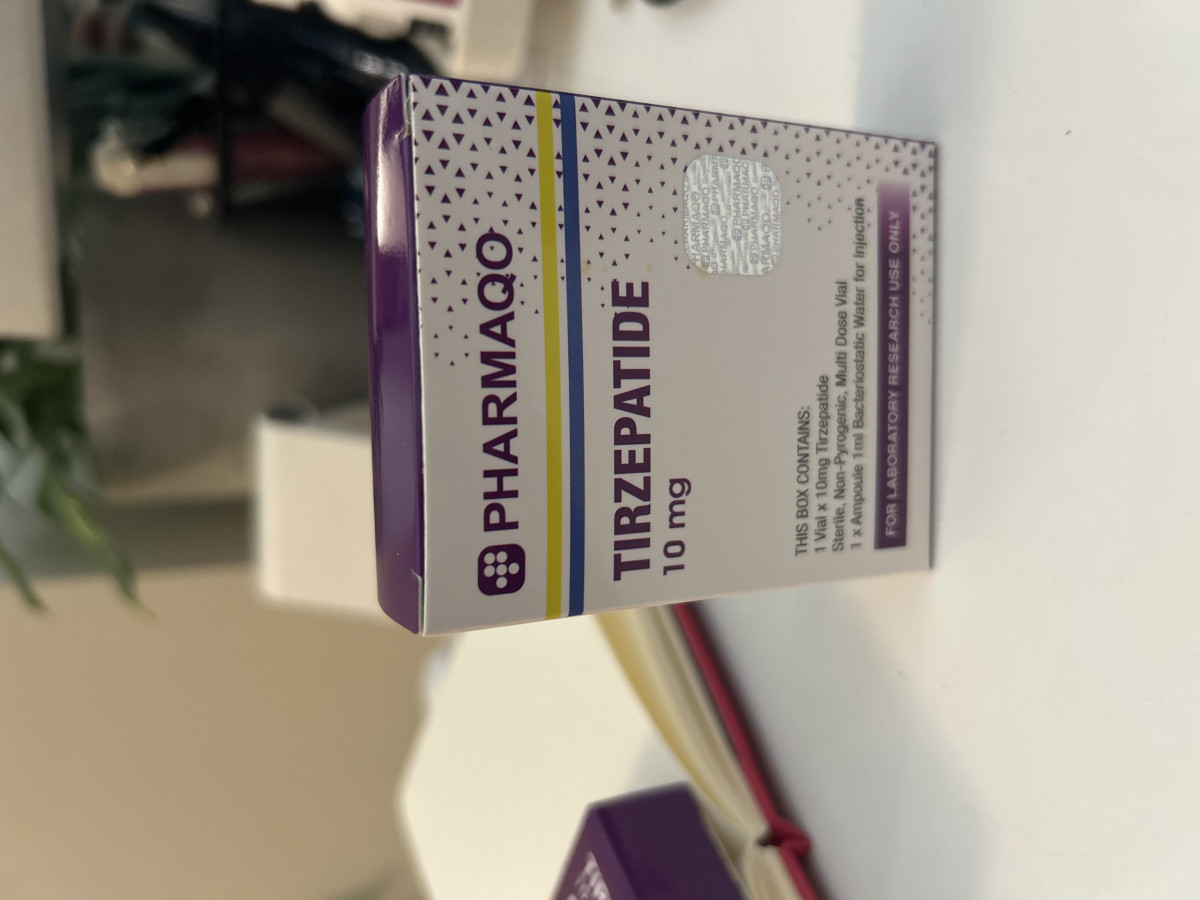 PHARMAQO
TIRZEPATIDE
10 mg
PHARMAQO
THIS BOX CONTAINS:
1 Vial x 10mg Tirzepatide
Sterile, Non-Pyrogenic, Multi Dose Vial
1 x Ampoule 1ml Bacteriostatic Water for Injection
FOR LABORATORY RESEARCH USE ONLY